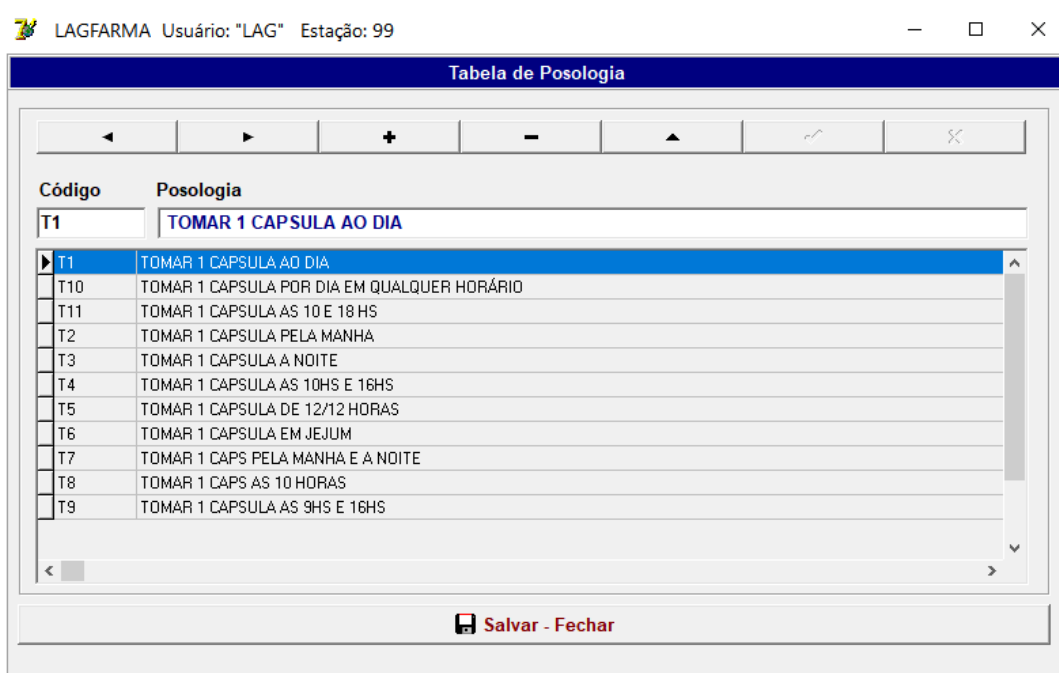 LAGFARMA Usuário: "LAG" Estação: 99
Tabela de Posologia
Código Posologia
T1 TOMAR 1 CAPSULA AO DIA
T1 TOMAR 1 CAPSULA AO DIA
T10 TOMAR 1 CAPSULA POR DIA EM QUALQUER HORÁRIO
T11 TOMAR 1 CAPSULA AS 10 E 18 HS
T2 TOMAR 1 CAPSULA PELA MANHA
T3 TOMAR 1 CAPSULA A NOITE
T4 TOMAR 1 CAPSULA AS 10HS E 16HS
T5 TOMAR 1 CAPSULA DE 12/12 HORAS
T6 TOMAR 1 CAPSULA EM JEJUM
T7 TOMAR 1 CAPS PELA MANHA E A NOITE
T8 TOMAR 1 CAPS AS 10 HORAS
T9 TOMAR 1 CAPSULA AS 9HS E 16HS
Salvar - Fechar